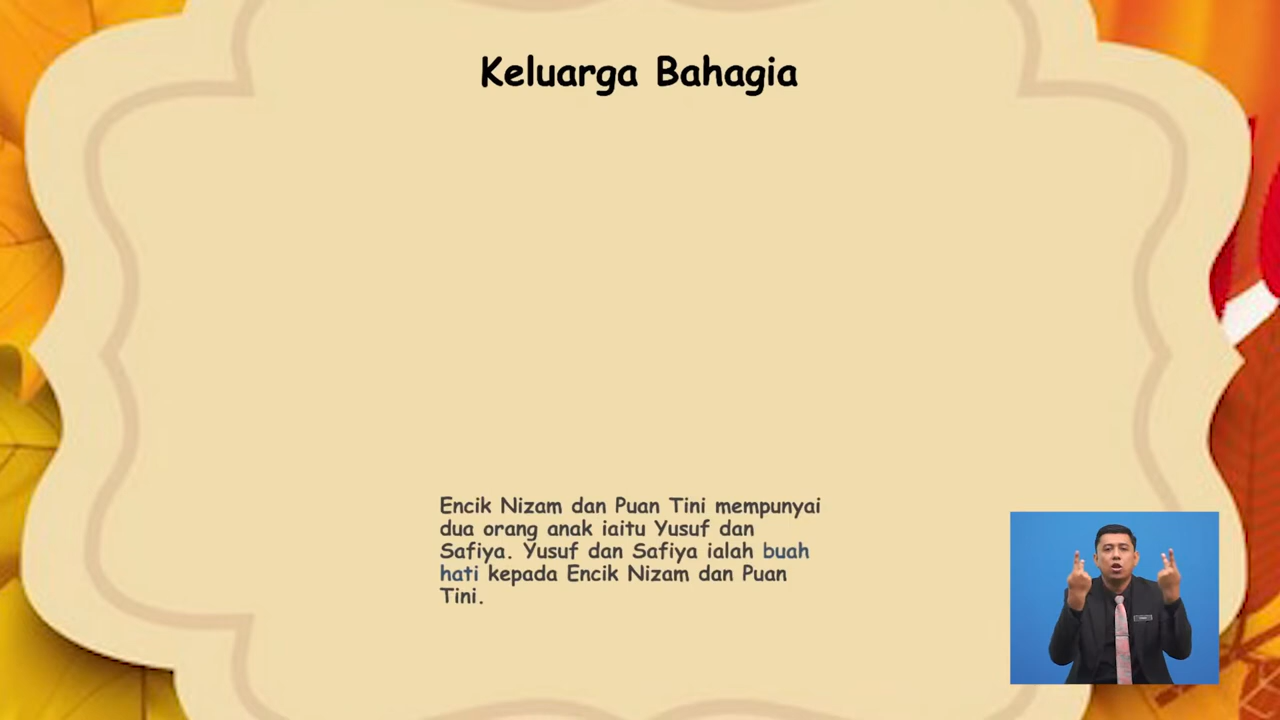 Keluarga Bahagia
Encik Nizam dan Puan Tini mempunyai
dua orang anak iaitu Yusuf dan
Safiya. Yusuf dan Safiya ialah buah
hati kepada Encik Nizam dan Puan
Tini.